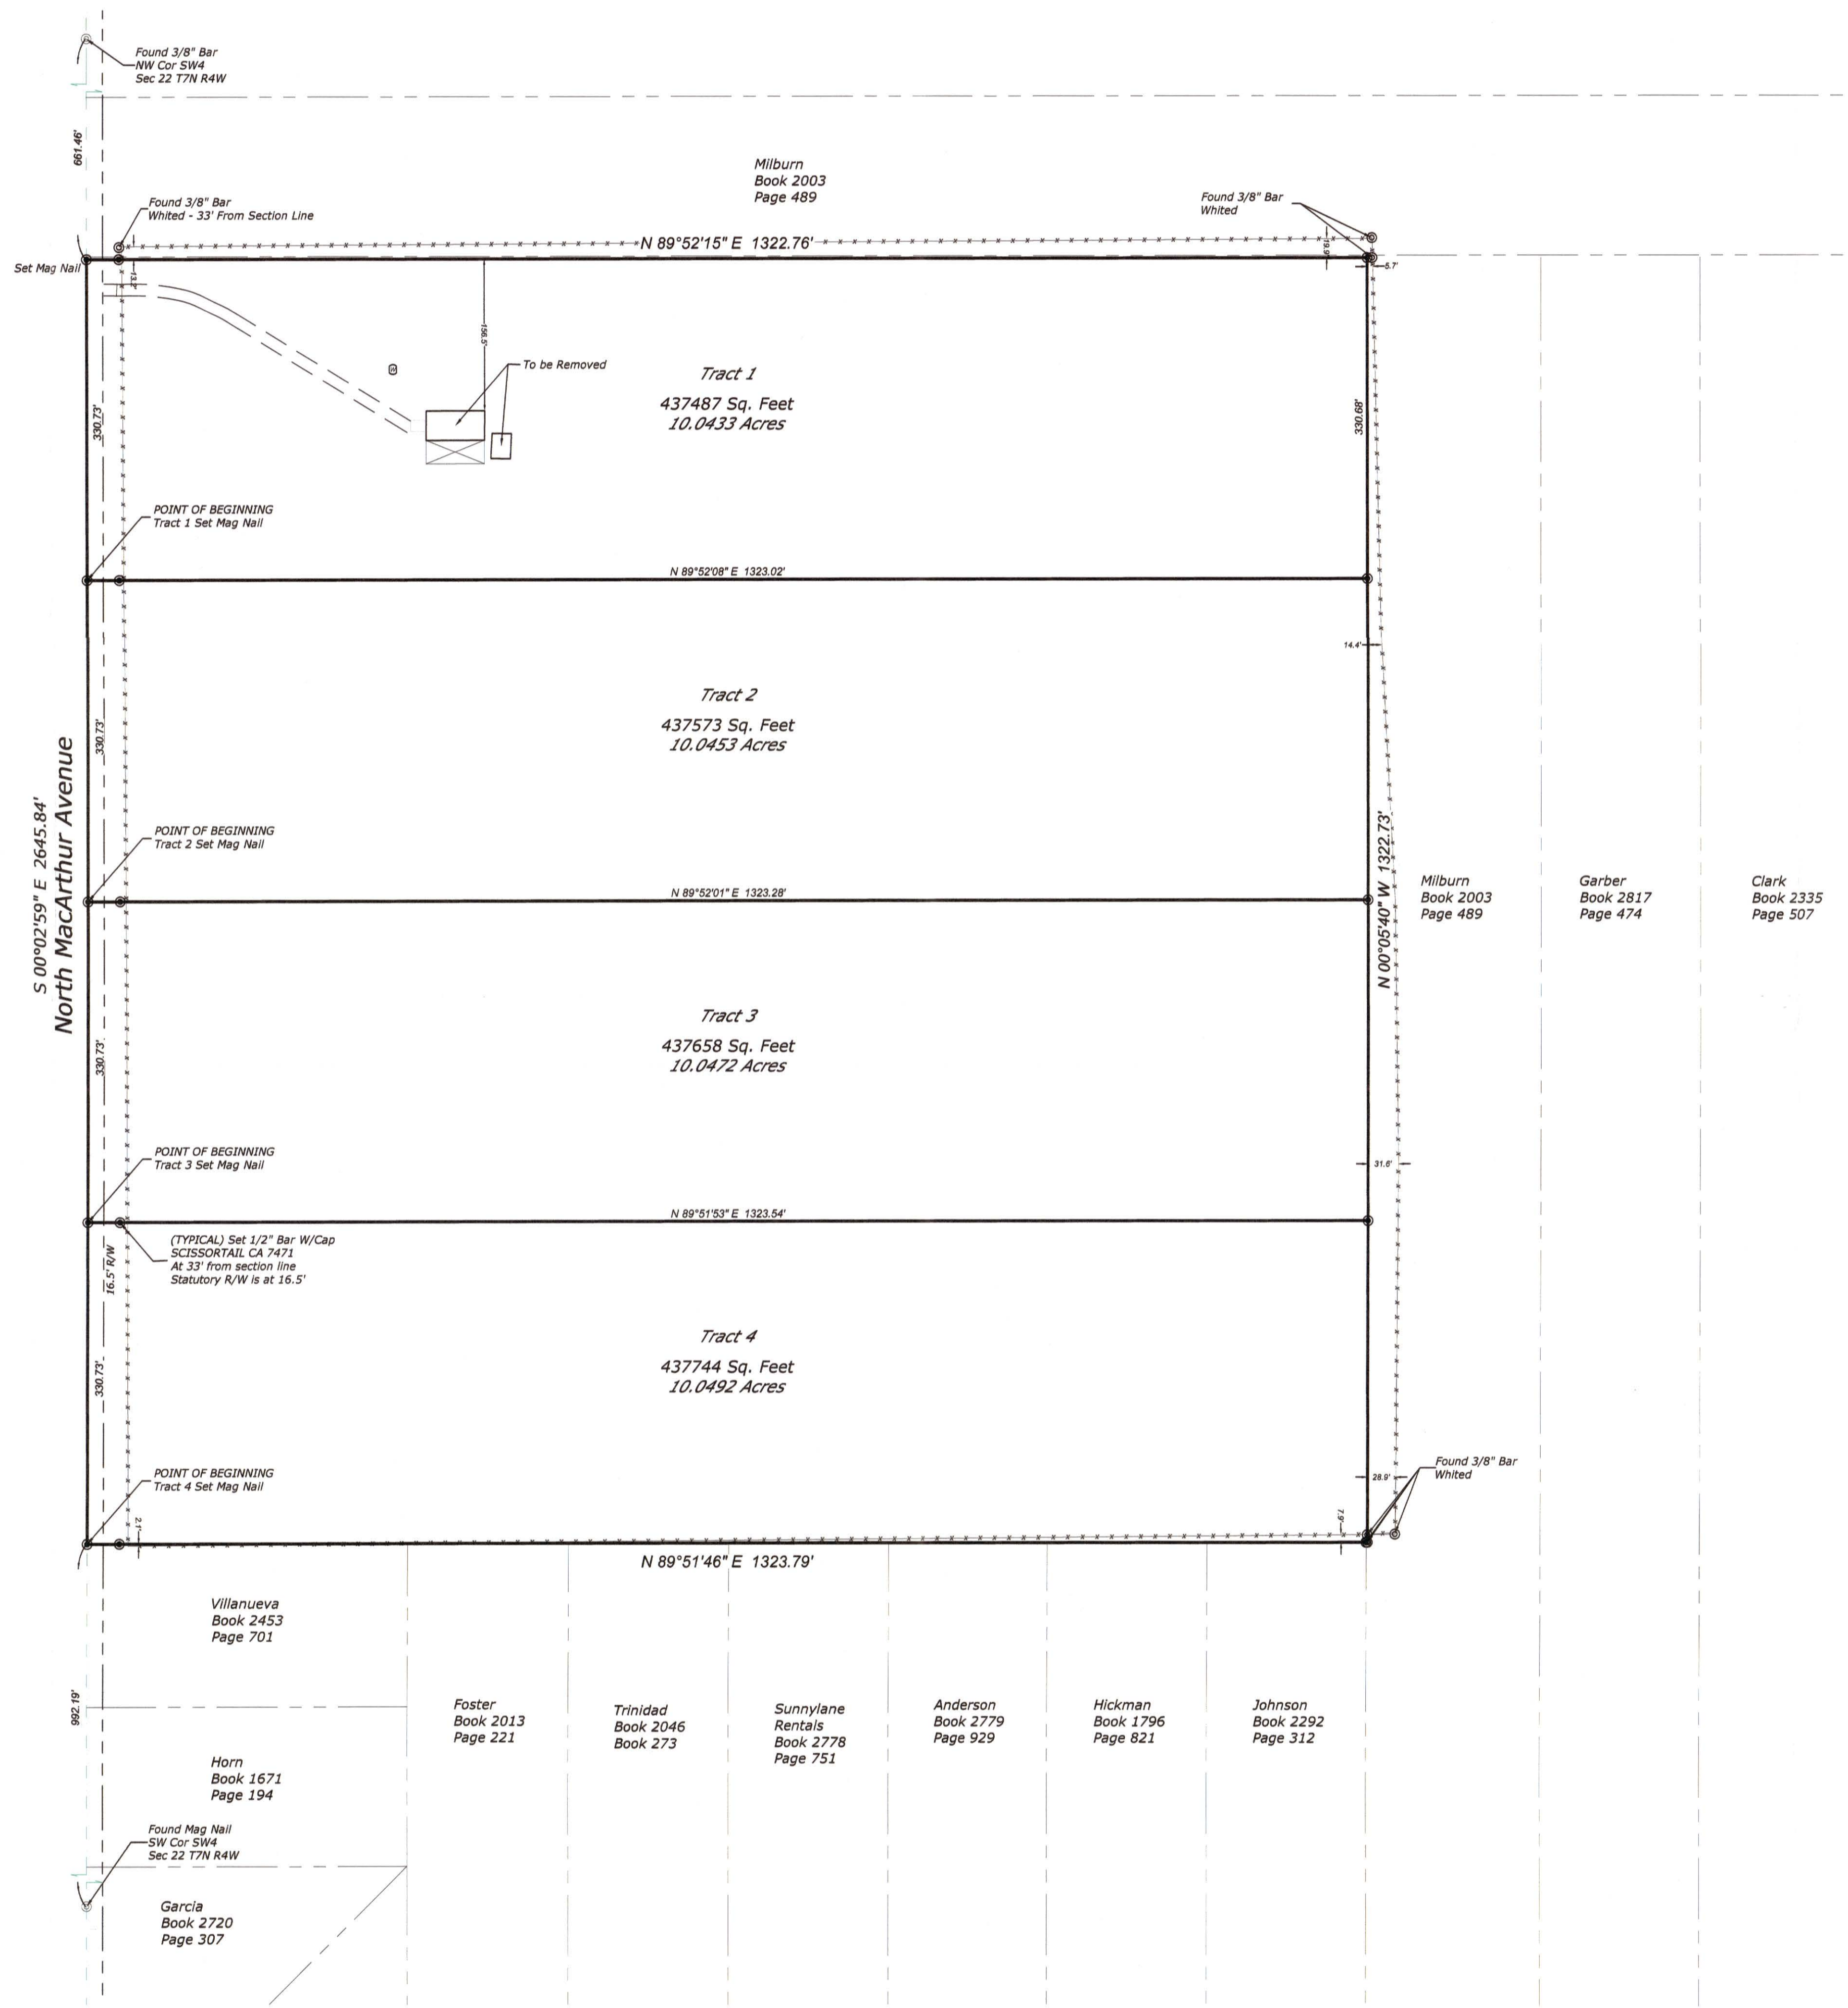 Found 3/8" Bar
NW Cor SW4
Sec 22 T7N R4W
661.46'
Milburn
Book 2003
Page 489
Found 3/8" Bar
Whited - 33' From Section Line
Found 3/8" Bar
Whited
N 89°52'15" E 1322.76'
19.9'
Set Mag Nail
13.2'
5.7'
156.5'
To be Removed
Tract 1
437487 Sq. Feet
10.0433 Acres
330.73'
330.68'
POINT OF BEGINNING
Tract 1 Set Mag Nail
N 89°52'08" E 1323.02'
14.4'
Tract 2
437573 Sq. Feet
10.0453 Acres
330.73'
S 00°02'59" E 2645.84'
North MacArthur Avenue
POINT OF BEGINNING
Tract 2 Set Mag Nail
N 89°52'01" E 1323.28'
N 00°05'40" W 1322.73'
Milburn
Book 2003
Page 489
Garber
Book 2817
Page 474
Clark
Book 2335
Page 507
Tract 3
437658 Sq. Feet
10.0472 Acres
330.73'
POINT OF BEGINNING
Tract 3 Set Mag Nail
31.6'
N 89°51'53" E 1323.54'
(TYPICAL) Set 1/2" Bar W/Cap
SCISSORTAIL CA 7471
At 33' from section line
Statutory R/W is at 16.5'
16.5' R/W
Tract 4
437744 Sq. Feet
10.0492 Acres
330.73'
POINT OF BEGINNING
Tract 4 Set Mag Nail
Found 3/8" Bar
Whited
28.9'
2.1'
7.9'
N 89°51'46" E 1323.79'
Villanueva
Book 2453
Page 701
992.19'
Foster
Book 2013
Page 221
Trinidad
Book 2046
Book 273
Sunnylane
Rentals
Book 2778
Page 751
Anderson
Book 2779
Page 929
Hickman
Book 1796
Page 821
Johnson
Book 2292
Page 312
Horn
Book 1671
Page 194
Found Mag Nail
SW Cor SW4
Sec 22 T7N R4W
Garcia
Book 2720
Page 307